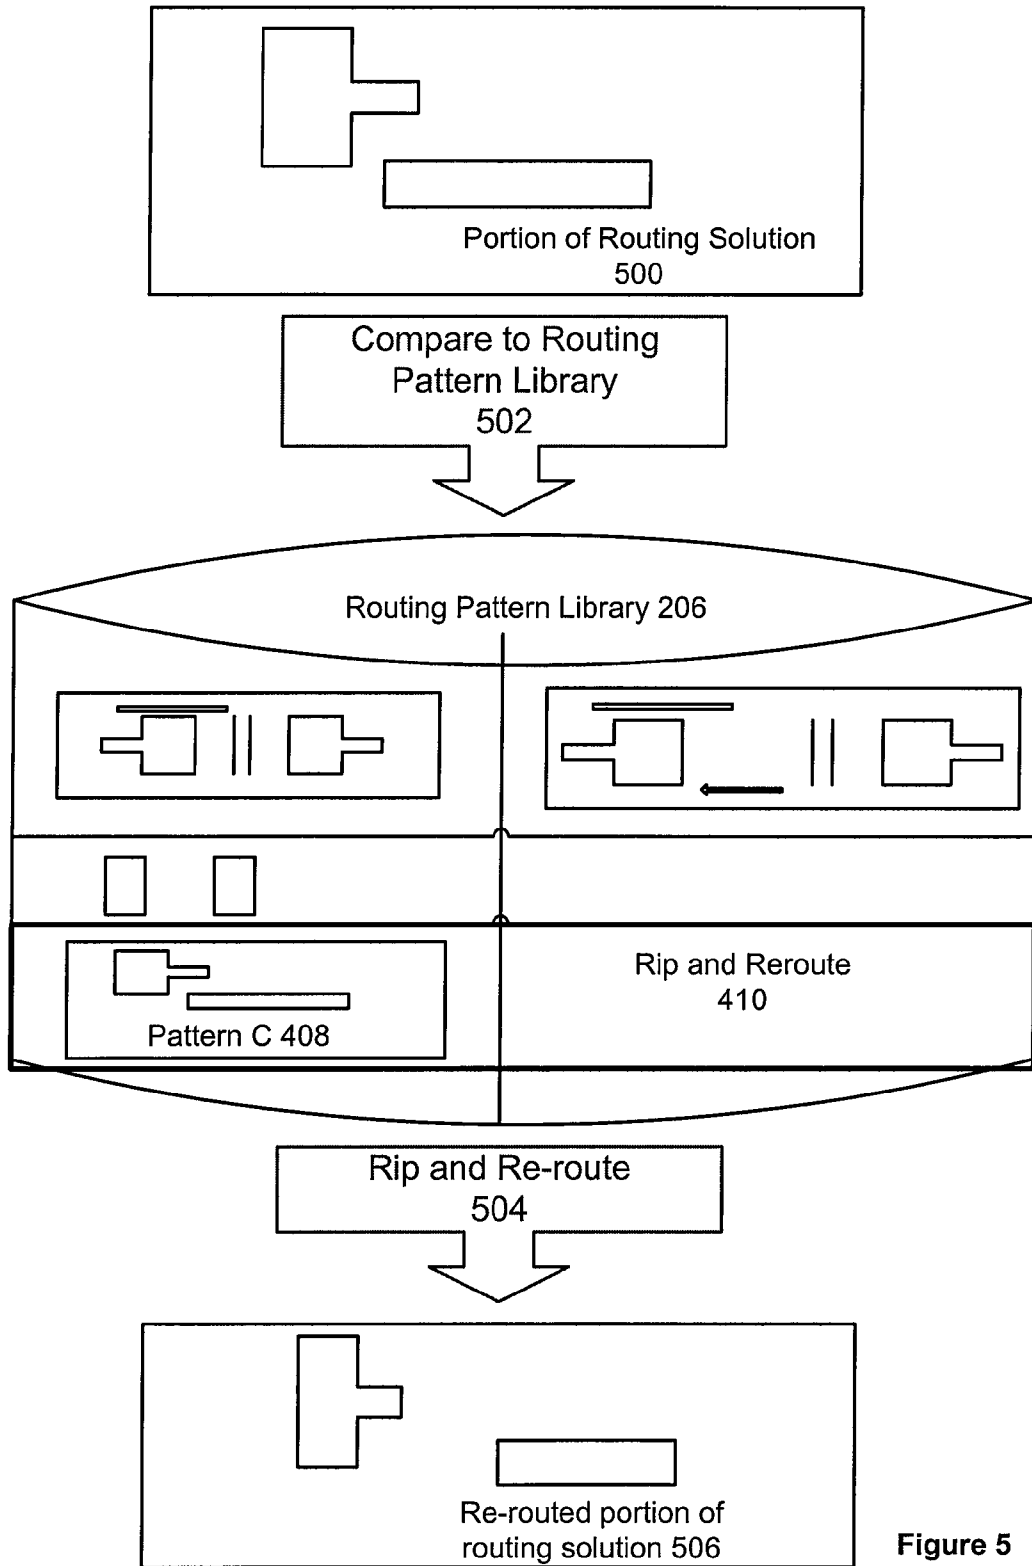 Portion of Routing Solution
500
Compare to Routing
Pattern Library
502
Routing Pattern Library 206
Pattern C 408
Rip and Reroute
410
Rip and Re-route
504
Re-routed portion of
routing solution 506
Figure 5